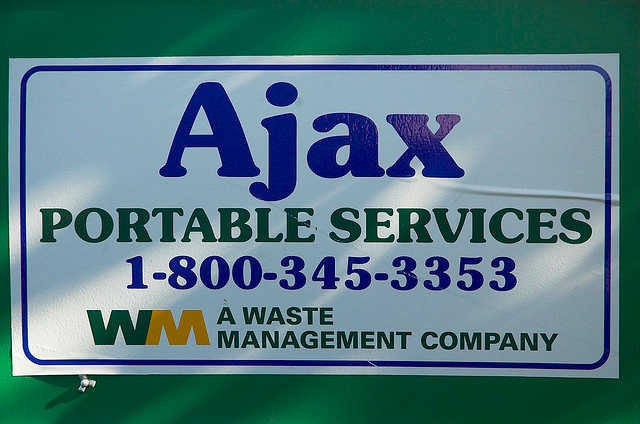 Ajax
PORTABLE SERVICES
1-800-345-3353
WM A WASTE
MANAGEMENT COMPANY